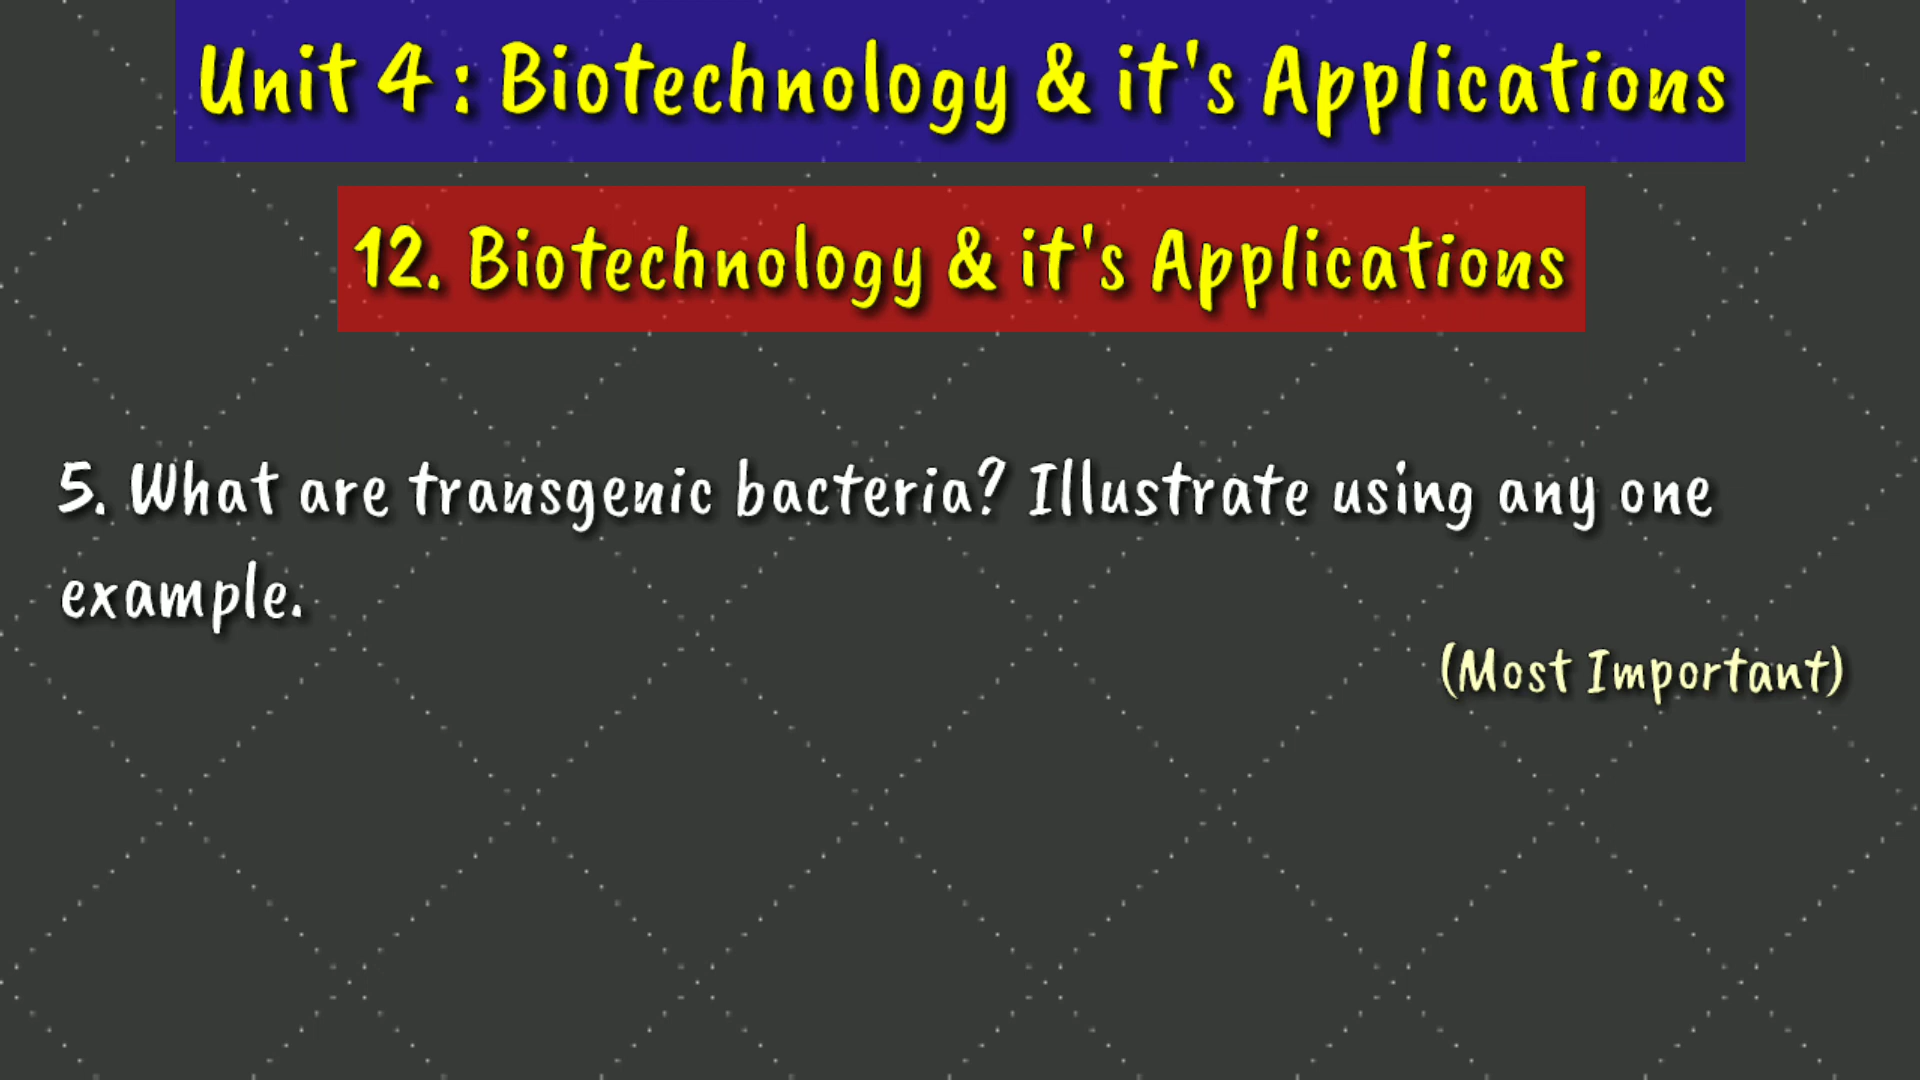 Unit 4 : Biotechnology & it's Applications
12. Biotechnology & it's Applications
5. What are transgenic bacteria? Illustrate using any one
example.
(Most Important)